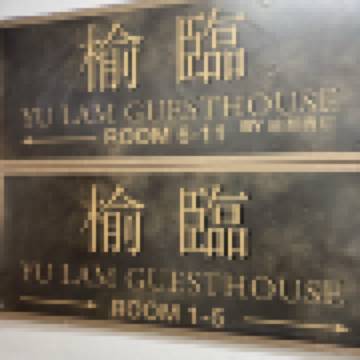 榆 臨
YU LAM GUESTHOUSE
ROOM 6-11
榆 臨
YU LAM GUESTHOUSE
ROOM 1-5